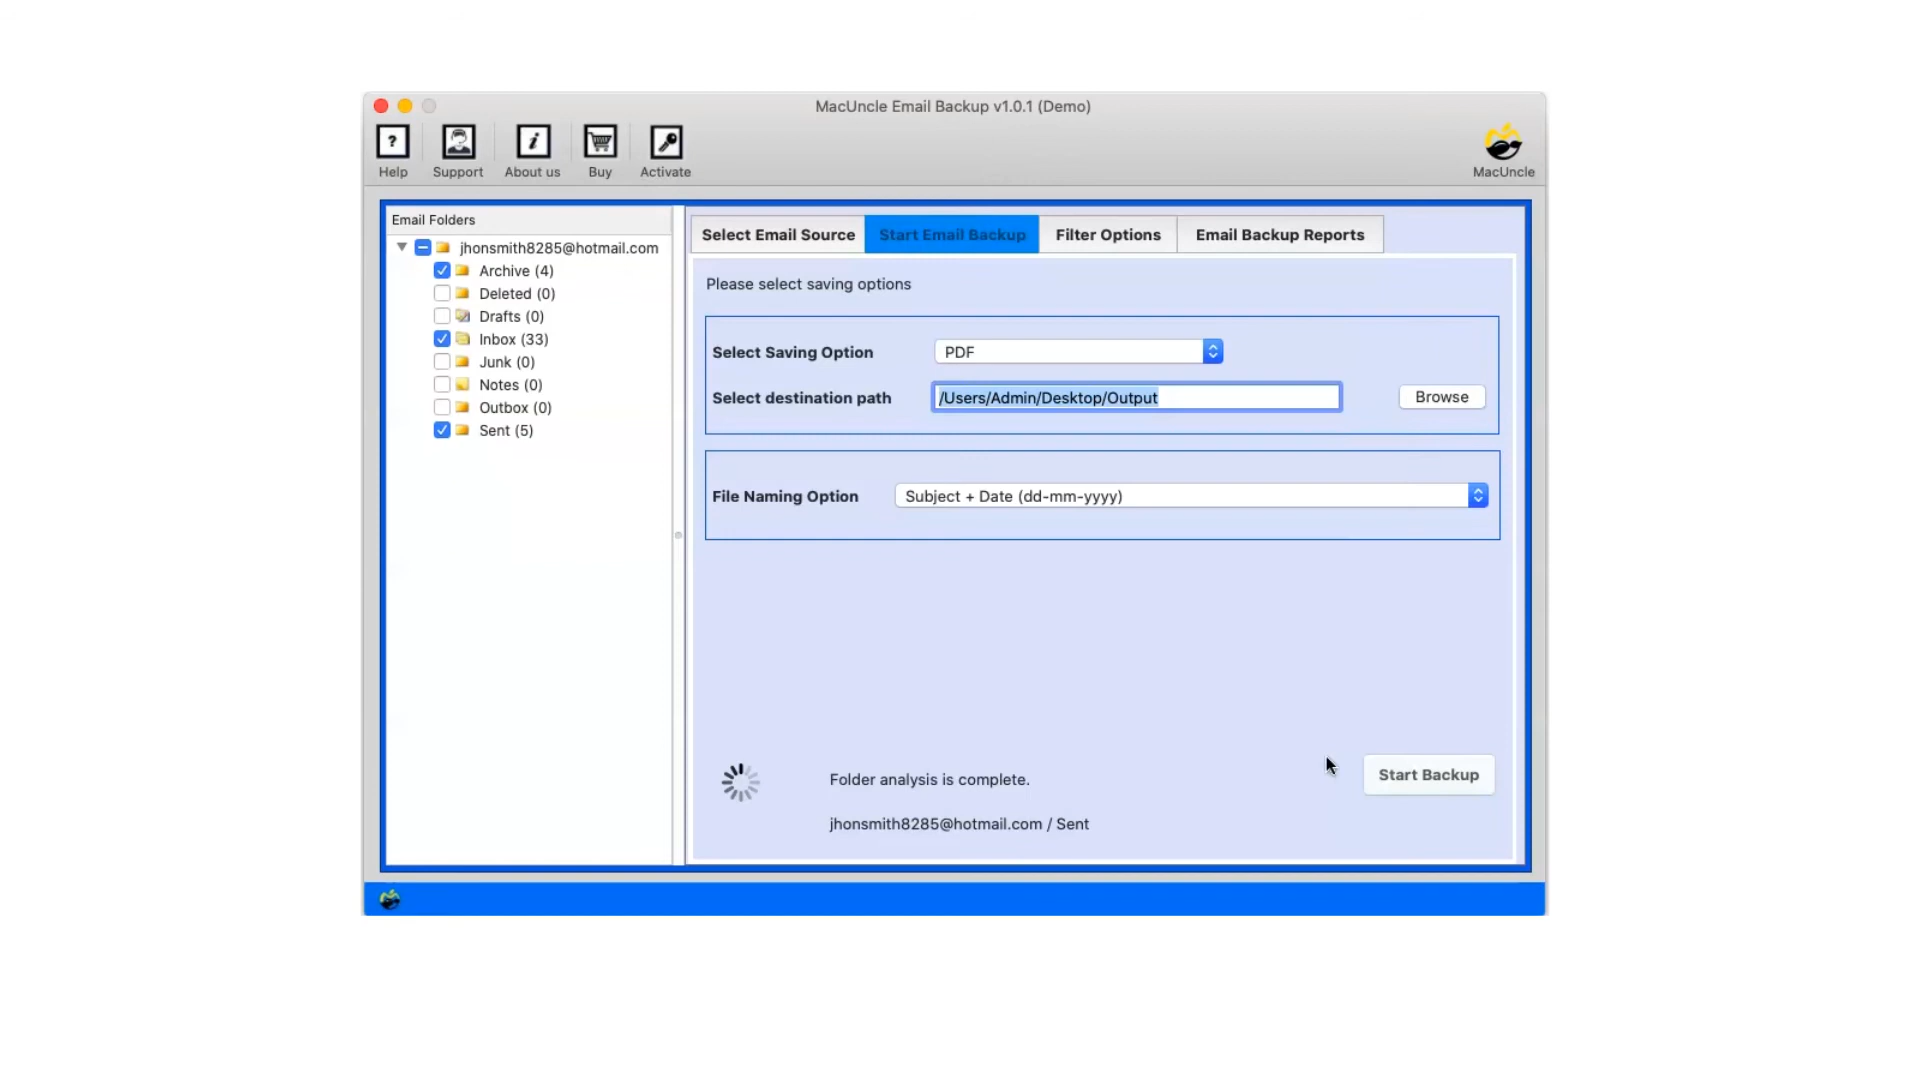 MacUncle Email Backup v1.0.1 (Demo)
?
i
Help
Support
About us
Buy
Activate
MacUncle
Email Folders
jhonsmith8285@hotmail.com
Archive (4)
Deleted (0)
Drafts (0)
Inbox (33)
Junk (0)
Notes (0)
Outbox (0)
Sent (5)
Select Email Source
Start Email Backup
Filter Options
Email Backup Reports
Please select saving options
Select Saving Option
PDF
Select destination path
/Users/Admin/Desktop/Output
Browse
File Naming Option
Subject + Date (dd-mm-yyyy)
Folder analysis is complete.
Start Backup
jhonsmith8285@hotmail.com / Sent